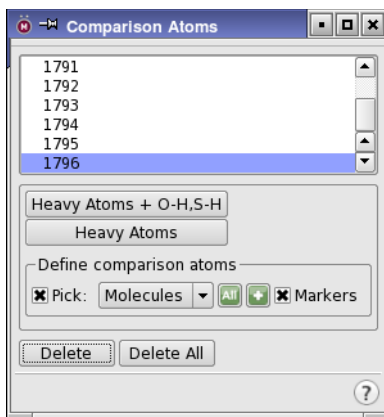 Comparison Atoms
1791
1792
1793
1794
1795
1796
Heavy Atoms + O-H,S-H
Heavy Atoms
Define comparison atoms
Pick: Molecules All + Markers
Delete Delete All
?